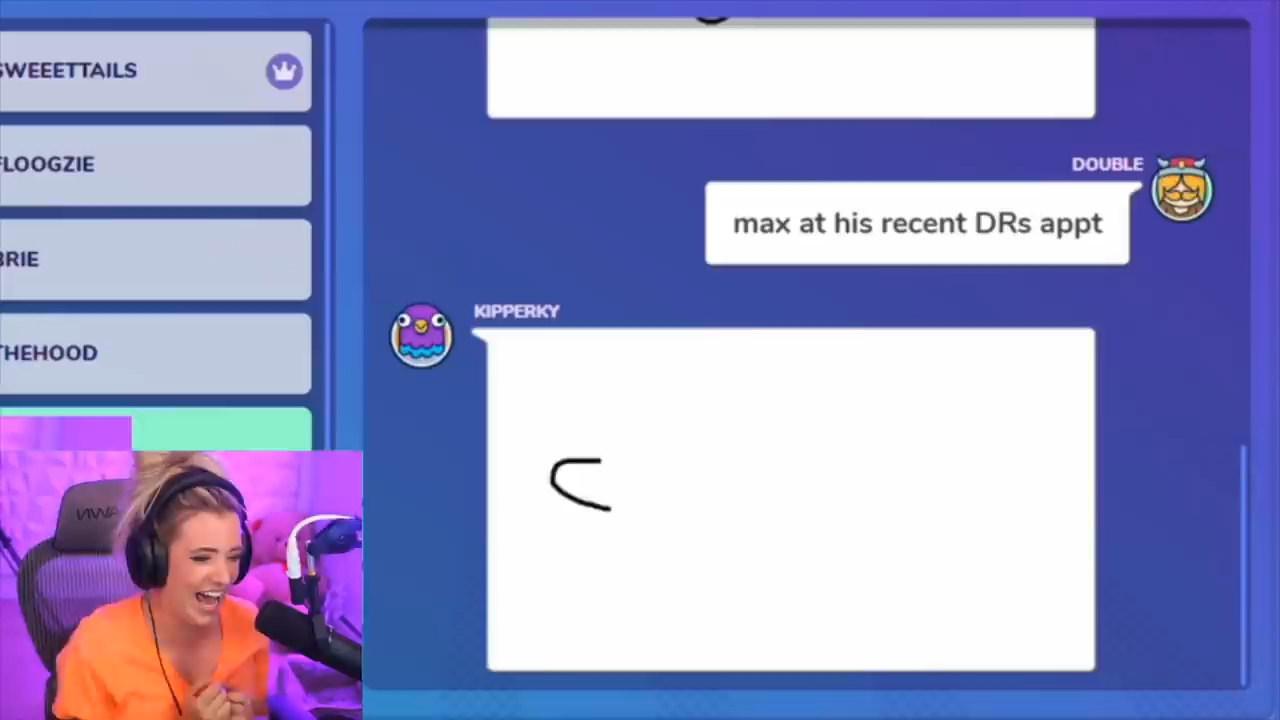 SWEEETTAILS
FLOOGZIE
BRIE
THEHOOD
DOUBLE
max at his recent DRs appt
KIPPERKY